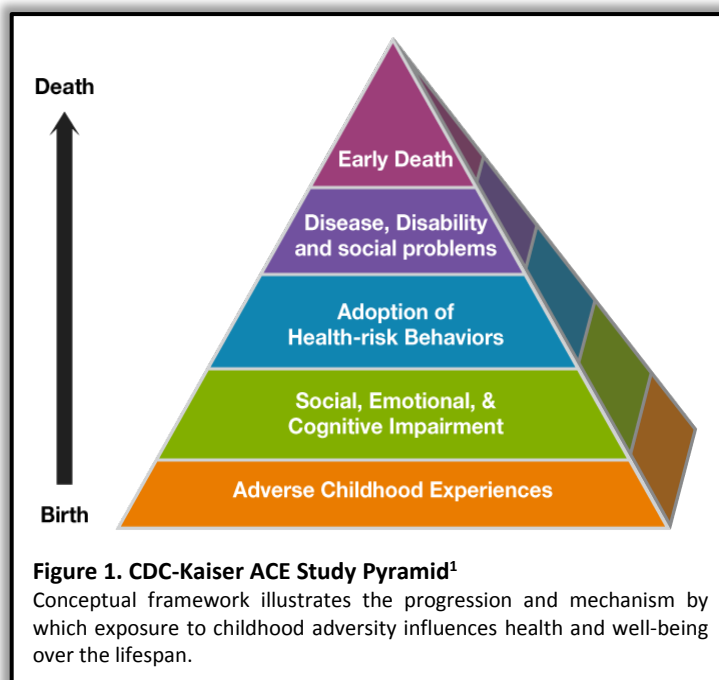 Death
Early Death
Disease, Disability
and social problems
Adoption of
Health-risk Behaviors
Social, Emotional, &
Cognitive Impairment
Adverse Childhood Experiences
Birth
Figure 1. CDC-Kaiser ACE Study Pyramid¹
Conceptual framework illustrates the progression and mechanism by
which exposure to childhood adversity influences health and well-being
over the lifespan.